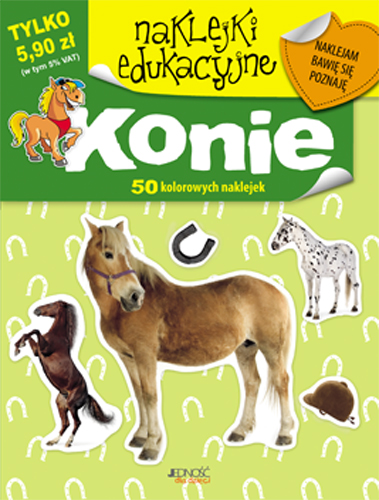 TYLKO
5,90 zł
(w tym 5% VAT)
naklejki
edukacyjne
NAKLEJAM
BAWIĘ SIĘ
POZNAJĘ
Konie
50 kolorowych naklejek
JEDNOŚĆ
dla dzieci